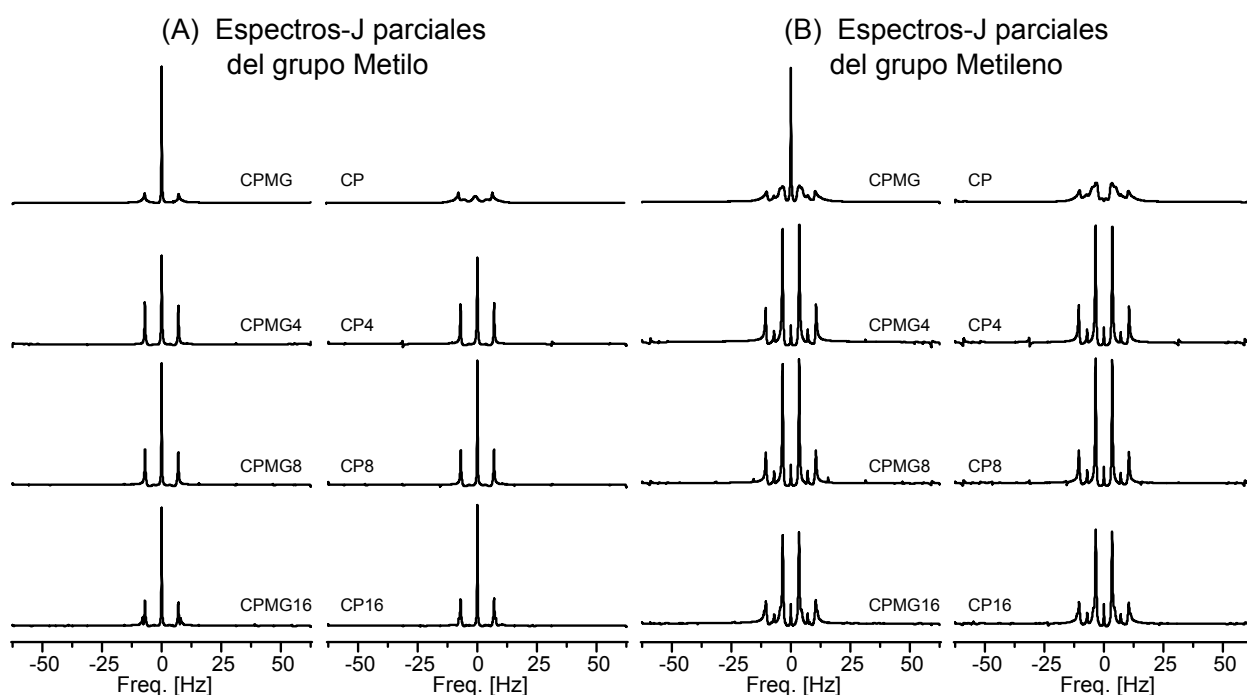 (A) Espectros-J parciales
del grupo Metilo
(B) Espectros-J parciales
del grupo Metileno
CPMG
CP
CPMG
CP
CPMG4
CP4
CPMG4
CP4
CPMG8
CP8
CPMG8
CP8
CPMG16
CP16
CPMG16
CP16
-50 -25 0 25 50
-50 -25 0 25 50
-50 -25 0 25 50
-50 -25 0 25 50
Freq. [Hz]
Freq. [Hz]
Freq. [Hz]
Freq. [Hz]